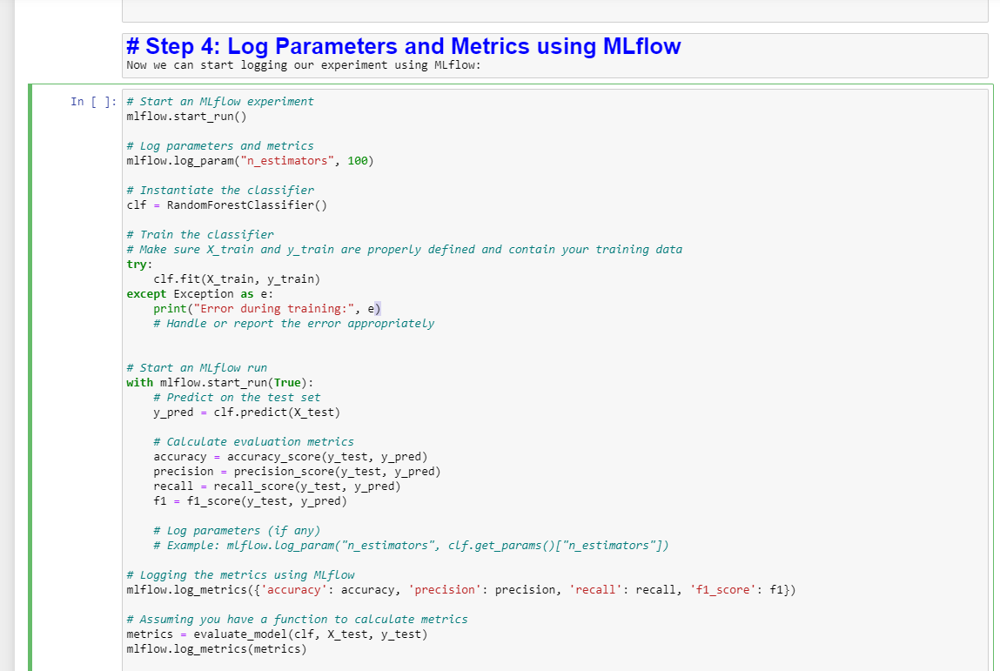 # Step 4: Log Parameters and Metrics using MLflow
Now we can start logging our experiment using MLflow:
In [ ]: # Start an MLflow experiment
mlflow.start_run()
# Log parameters and metrics
mlflow.log_param("n_estimators", 100)
# Instantiate the classifier
clf = RandomForestClassifier()
# Train the classifier
# Make sure X_train and y_train are properly defined and contain your training data
try:
    clf.fit(X_train, y_train)
except Exception as e:
    print("Error during training:", e)
    # Handle or report the error appropriately
# Start an MLflow run
with mlflow.start_run(True):
    # Predict on the test set
    y_pred = clf.predict(X_test)
    # Calculate evaluation metrics
    accuracy = accuracy_score(y_test, y_pred)
    precision = precision_score(y_test, y_pred)
    recall = recall_score(y_test, y_pred)
    f1 = f1_score(y_test, y_pred)
    # Log parameters (if any)
    # Example: mlflow.log_param("n_estimators", clf.get_params()["n_estimators"])
# Logging the metrics using MLflow
mlflow.log_metrics({'accuracy': accuracy, 'precision': precision, 'recall': recall, 'f1_score': f1})
# Assuming you have a function to calculate metrics
metrics = evaluate_model(clf, X_test, y_test)
mlflow.log_metrics(metrics)